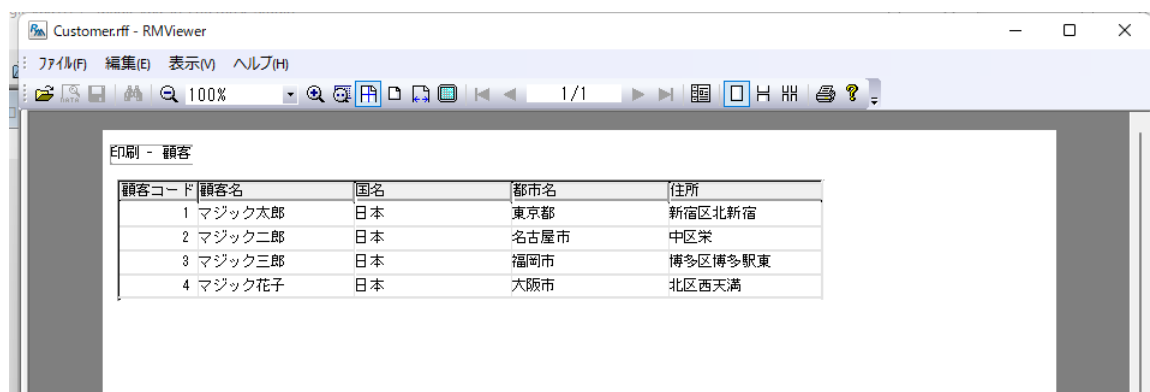 Customer.rff - RMViewer
ファイル(F) 編集(E) 表示(V) ヘルプ(H)
100% 1/1
印刷 - 顧客
顧客コード 顧客名 国名 都市名 住所
1 マジック太郎 日本 東京都 新宿区北新宿
2 マジック二郎 日本 名古屋市 中区栄
3 マジック三郎 日本 福岡市 博多区博多駅東
4 マジック花子 日本 大阪市 北区西天満